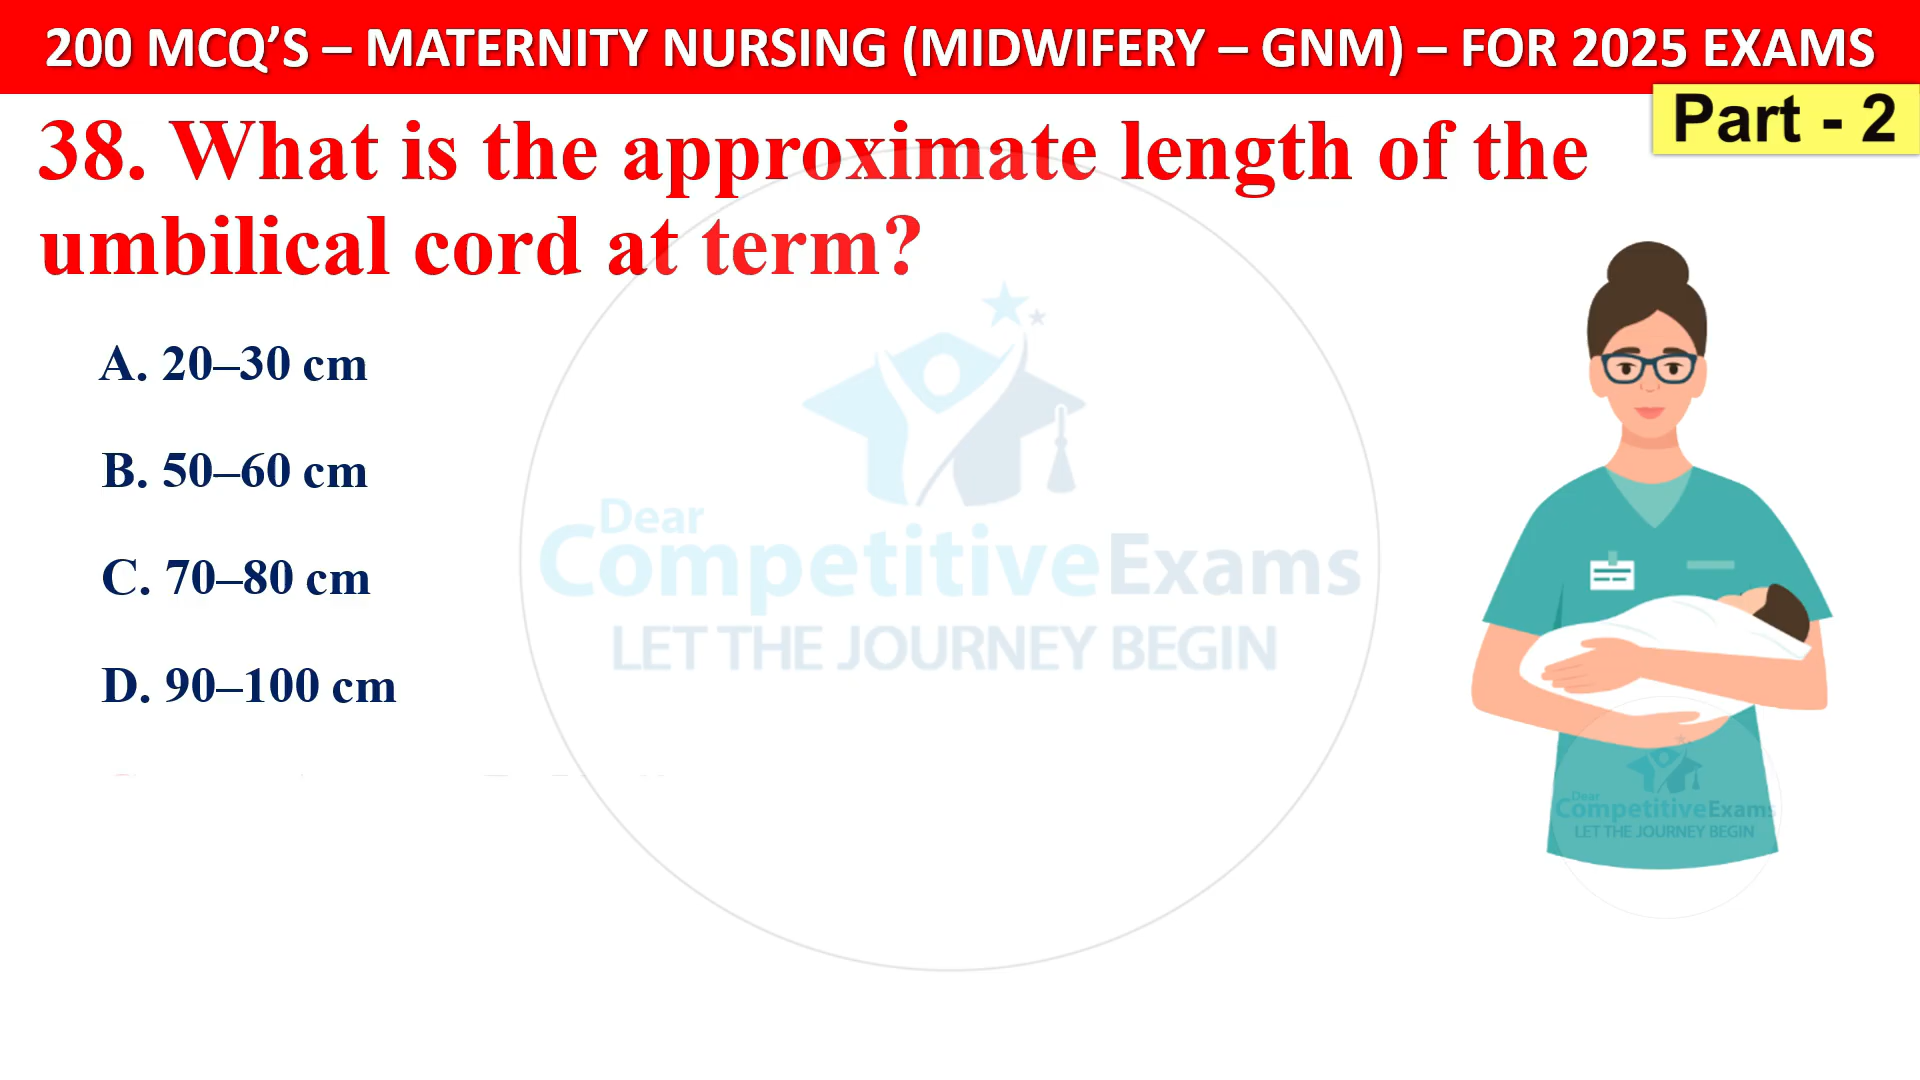 200 MCQ’S – MATERNITY NURSING (MIDWIFERY – GNM) – FOR 2025 EXAMS
Part - 2
38. What is the approximate length of the
umbilical cord at term?
A. 20–30 cm
B. 50–60 cm
C. 70–80 cm
D. 90–100 cm
Dear
CompetitiveExams
LET THE JOURNEY BEGIN
Dear
CompetitiveExams
LET THE JOURNEY BEGIN